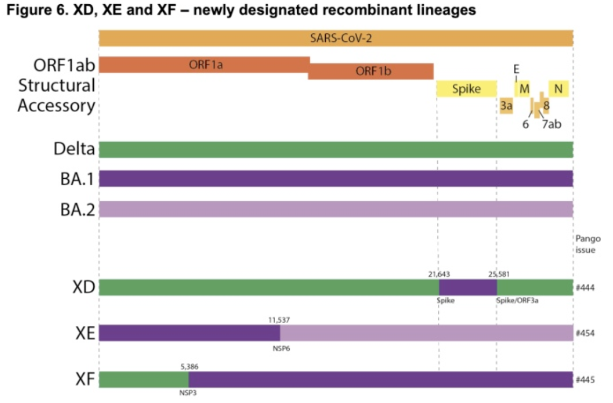 Figure 6. XD, XE and XF – newly designated recombinant lineages
SARS-CoV-2
ORF1ab
ORF1a
ORF1b
Structural
Spike
E
M
N
Accessory
3a
8
6
7ab
Delta
BA.1
BA.2
Pango
issue
21,643
25,581
XD
#444
Spike
Spike/ORF3a
11,537
XE
#454
NSP6
5,386
XF
#445
NSP3